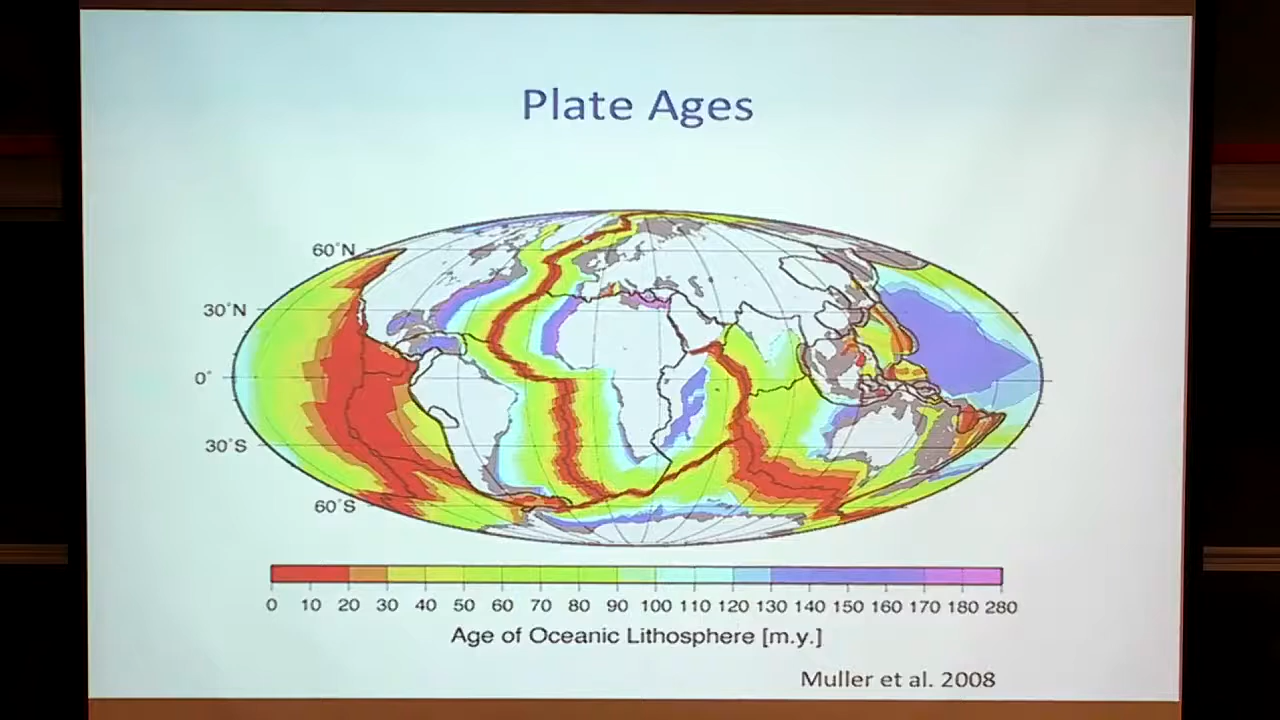 Plate Ages
60°N
30°N
0°
30°S
60°S
0 10 20 30 40 50 60 70 80 90 100 110 120 130 140 150 160 170 180 280
Age of Oceanic Lithosphere [m.y.]
Muller et al. 2008